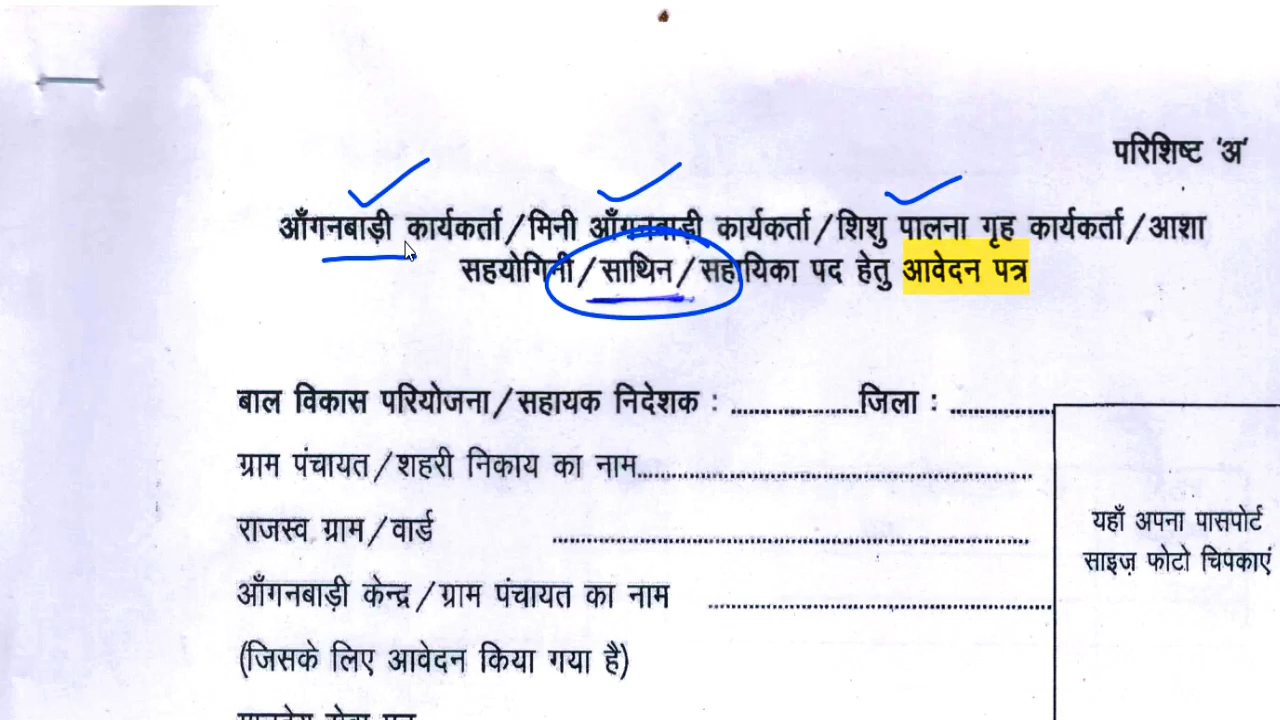 परिशिष्ट 'अ'
आँगनबाड़ी कार्यकर्ता/मिनी आँगनबाड़ी कार्यकर्ता/शिशु पालना गृह कार्यकर्ता/आशा
सहयोगिनी/साथिन/सहायिका पद हेतु आवेदन पत्र
बाल विकास परियोजना/सहायक निदेशक : ..................जिला : ...............
ग्राम पंचायत/शहरी निकाय का नाम.......................................................
राजस्व ग्राम/वार्ड ....................................................................
आँगनबाड़ी केन्द्र/ग्राम पंचायत का नाम ..................................................
(जिसके लिए आवेदन किया गया है)
यहाँ अपना पासपोर्ट
साइज़ फोटो चिपकाएं